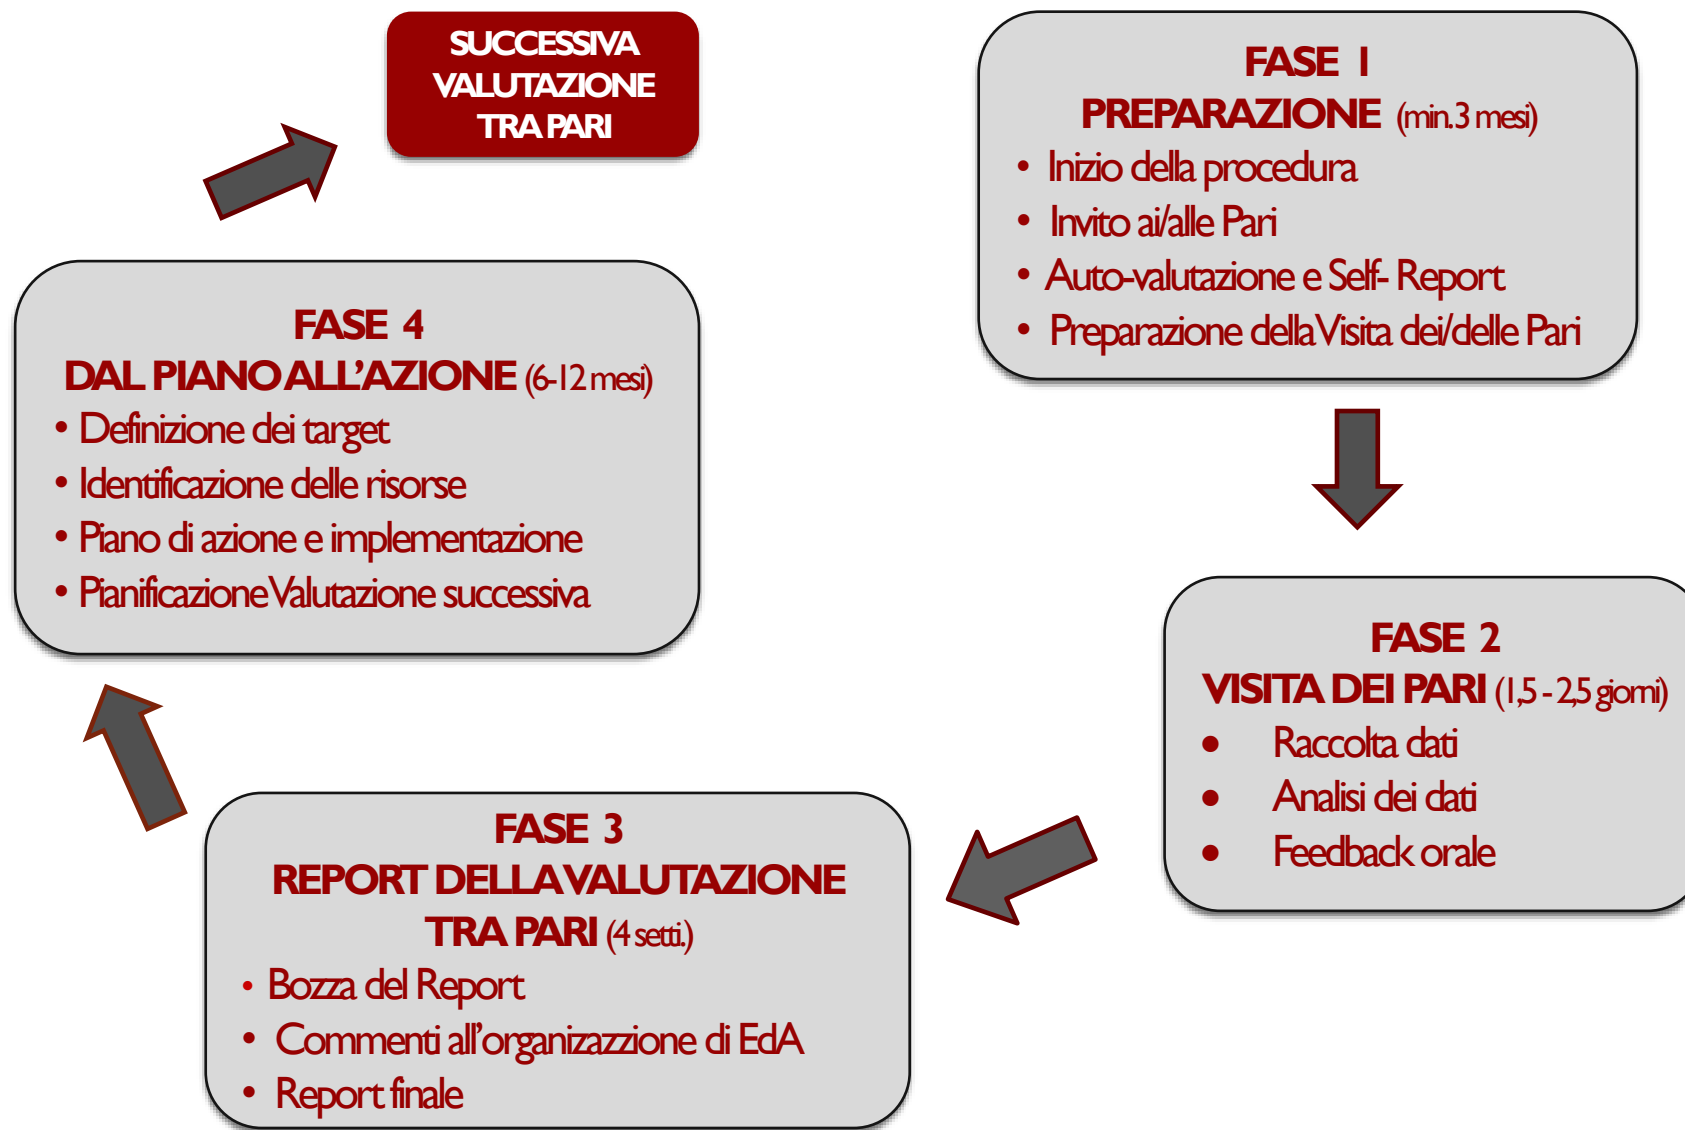 SUCCESSIVA
VALUTAZIONE
TRA PARI
FASE 1
PREPARAZIONE (min.3 mesi)
• Inizio della procedura
• Invito ai/alle Pari
• Auto-valutazione e Self- Report
• Preparazione della Visita dei/delle Pari
FASE 2
VISITA DEI PARI (1,5 - 2,5 giorni)
• Raccolta dati
• Analisi dei dati
• Feedback orale
FASE 3
REPORT DELLA VALUTAZIONE
TRA PARI (4 setti.)
• Bozza del Report
• Commenti all'organizazzione di EdA
• Report finale
FASE 4
DAL PIANO ALL'AZIONE (6-12 mesi)
• Definizione dei target
• Identificazione delle risorse
• Piano di azione e implementazione
• Pianificazione Valutazione successiva